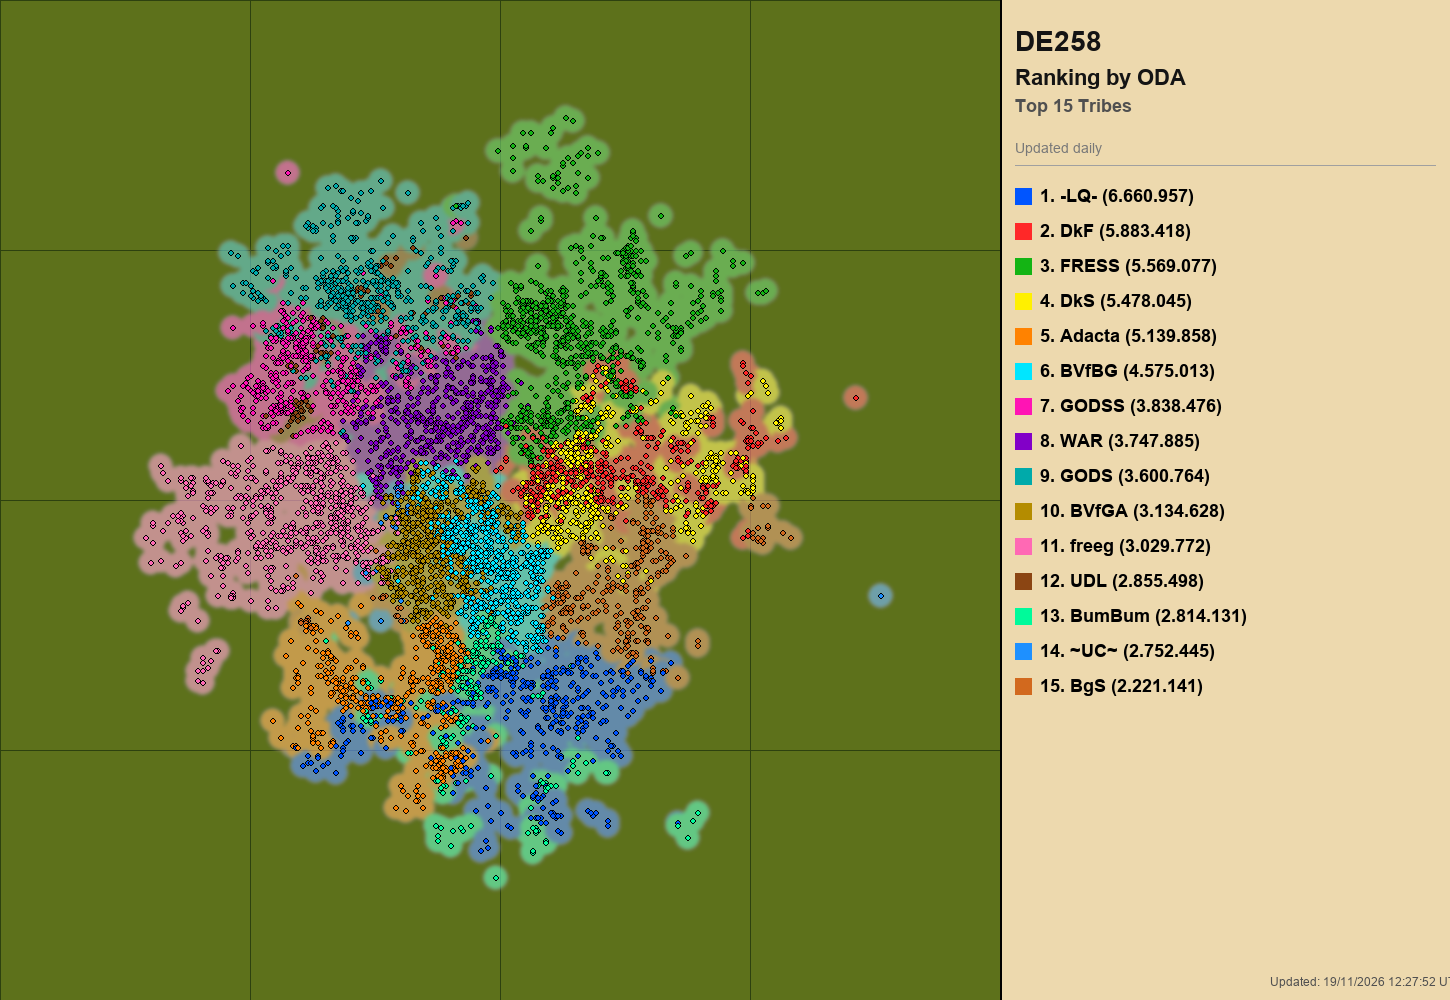 DE258
Ranking by ODA
Top 15 Tribes
Updated daily
1. -LQ- (6.660.957)
2. DkF (5.883.418)
3. FRESS (5.569.077)
4. DkS (5.478.045)
5. Adacta (5.139.858)
6. BVfBG (4.575.013)
7. GODSS (3.838.476)
8. WAR (3.747.885)
9. GODS (3.600.764)
10. BVfGA (3.134.628)
11. freeg (3.029.772)
12. UDL (2.855.498)
13. BumBum (2.814.131)
14. ~UC~ (2.752.445)
15. BgS (2.221.141)
Updated: 19/11/2026 12:27:52